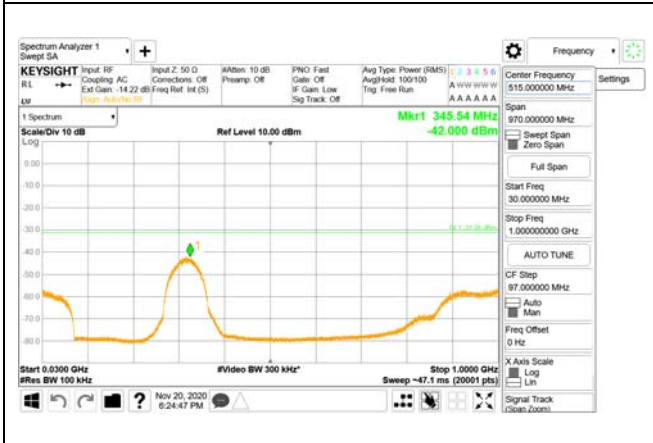 Spectrum Analyzer 1
Swept SA
Frequency
Settings
KEYSIGHT
Input: RF
Coupling: AC
Ext Gain: -14.22 dB
Align: Auto/No RF
Input Z: 50 Ω
Corrections: Off
Freq Ref: Int (S)
#Atten: 10 dB
Preamp: Off
PNO: Fast
Gate: Off
IF Gain: Low
Sig Track: Off
Avg Type: Power (RMS)
Avg|Hold: 100/100
Trig: Free Run
1 2 3 4 5 6
A W W W W W
A A A A A A
RL
1 Spectrum
Scale/Div 10 dB
Log
Ref Level 10.00 dBm
Mkr1 345.54 MHz
-42.000 dBm
0.00
-10.0
-20.0
-30.0
-40.0
-50.0
-60.0
-70.0
-80.0
1
Start 0.0300 GHz
#Res BW 100 kHz
#Video BW 300 kHz*
Stop 1.0000 GHz
Sweep ~47.1 ms (20001 pts)
Nov 20, 2020
6:24:47 PM
Center Frequency
515.000000 MHz
Span
970.000000 MHz
Swept Span
Zero Span
Full Span
Start Freq
30.000000 MHz
Stop Freq
1.000000000 GHz
AUTO TUNE
CF Step
97.000000 MHz
Auto
Man
Freq Offset
0 Hz
X Axis Scale
Log
Lin
Signal Track
(Span Zoom)